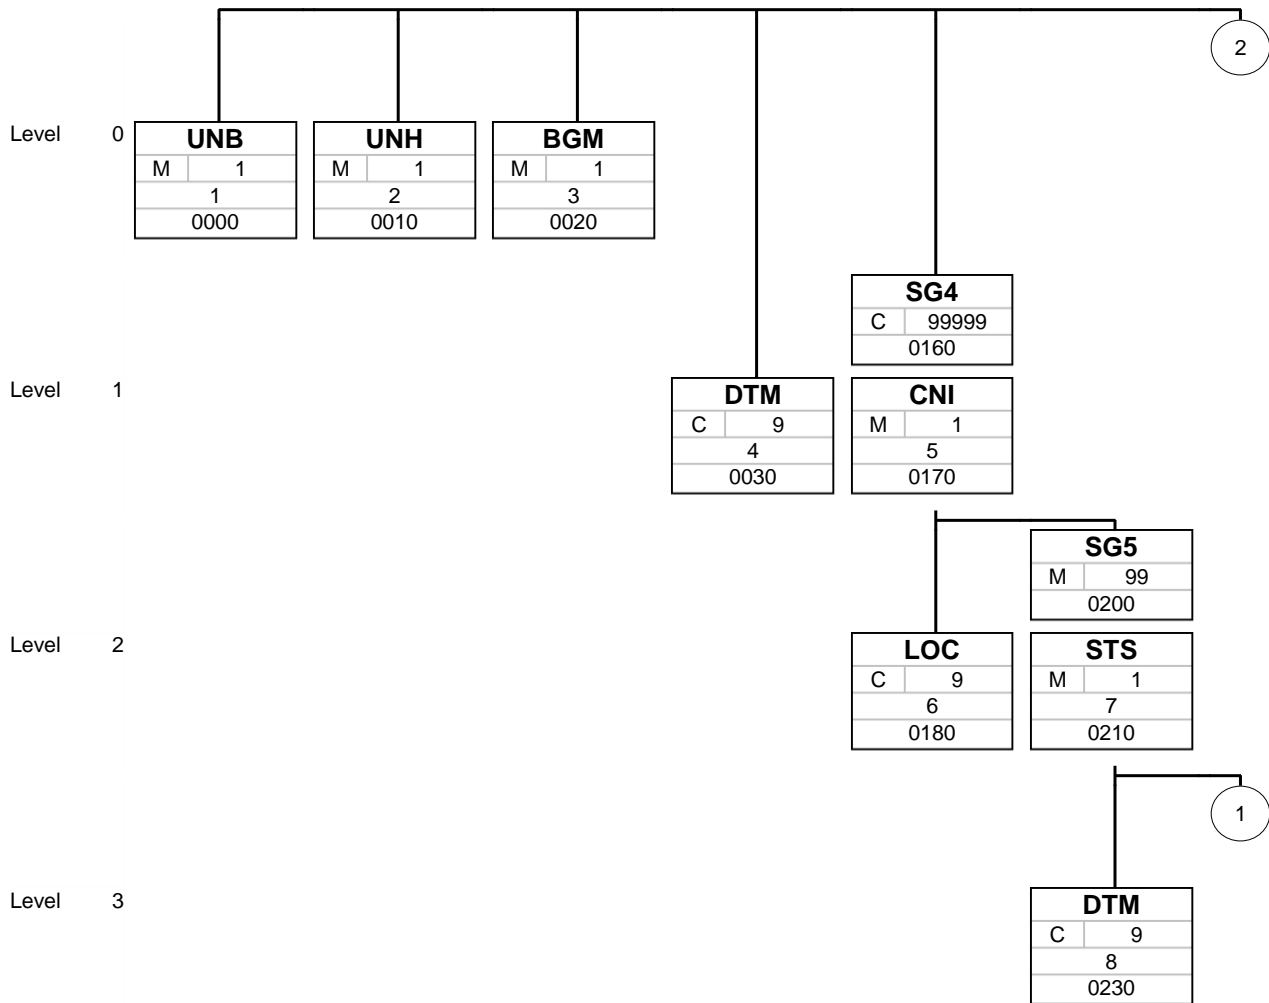 2
Level 0
UNB UNH BGM
M 1 M 1 M 1
1 2 3
0000 0010 0020
SG4
C 99999
0160
Level 1
DTM CNI
C 9 M 1
4 5
0030 0170
SG5
M 99
0200
Level 2
LOC STS
C 9 M 1
6 7
0180 0210
1
Level 3
DTM
C 9
8
0230